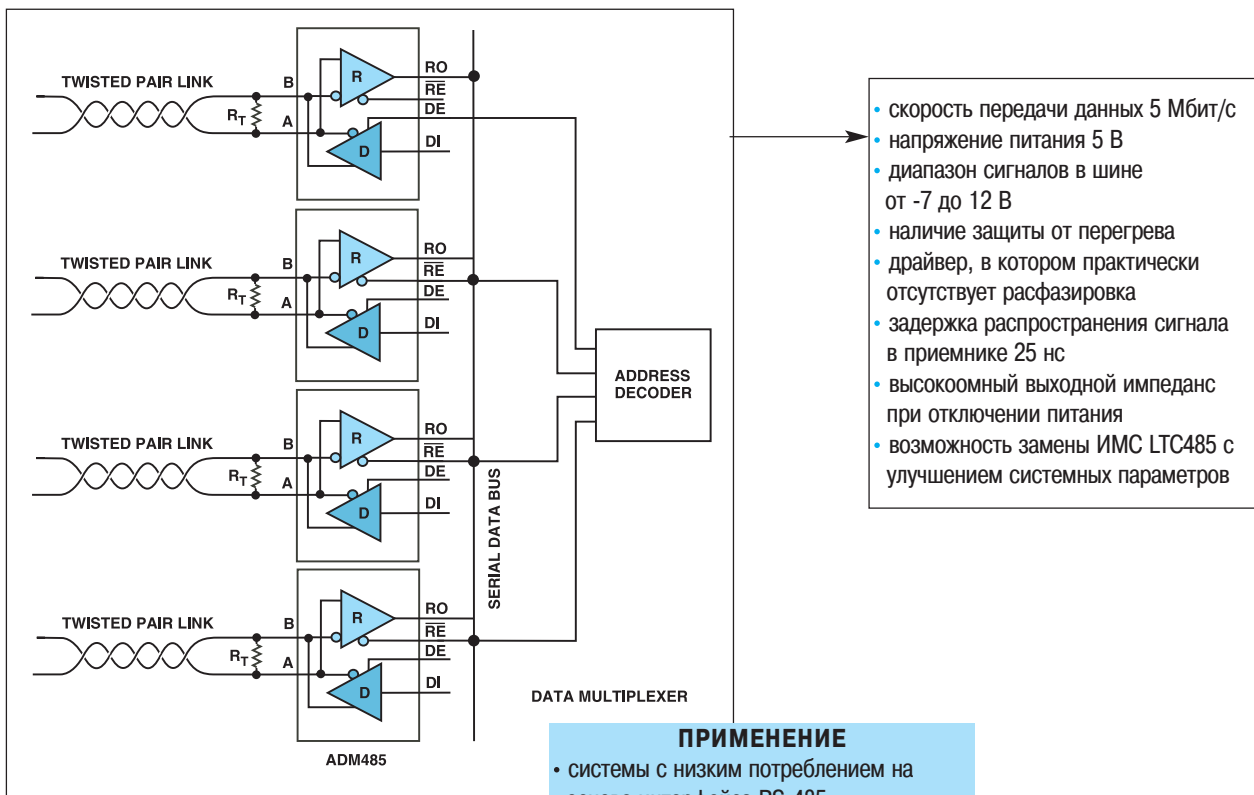 TWISTED PAIR LINK
RT
B
A
R
D
RO
RE
DE
DI
TWISTED PAIR LINK
RT
B
A
R
D
RO
RE
DE
DI
TWISTED PAIR LINK
RT
B
A
R
D
RO
RE
DE
DI
TWISTED PAIR LINK
RT
B
A
R
D
RO
RE
DE
DI
ADM485
SERIAL DATA BUS
ADDRESS
DECODER
DATA MULTIPLEXER
• скорость передачи данных 5 Мбит/с
• напряжение питания 5 В
• диапазон сигналов в шине
от -7 до 12 В
• наличие защиты от перегрева
• драйвер, в котором практически
отсутствует расфазировка
• задержка распространения сигнала
в приемнике 25 нс
• высокоомный выходной импеданс
при отключении питания
• возможность замены ИМС LTC485 с
улучшением системных параметров
ПРИМЕНЕНИЕ
• системы с низким потреблением на